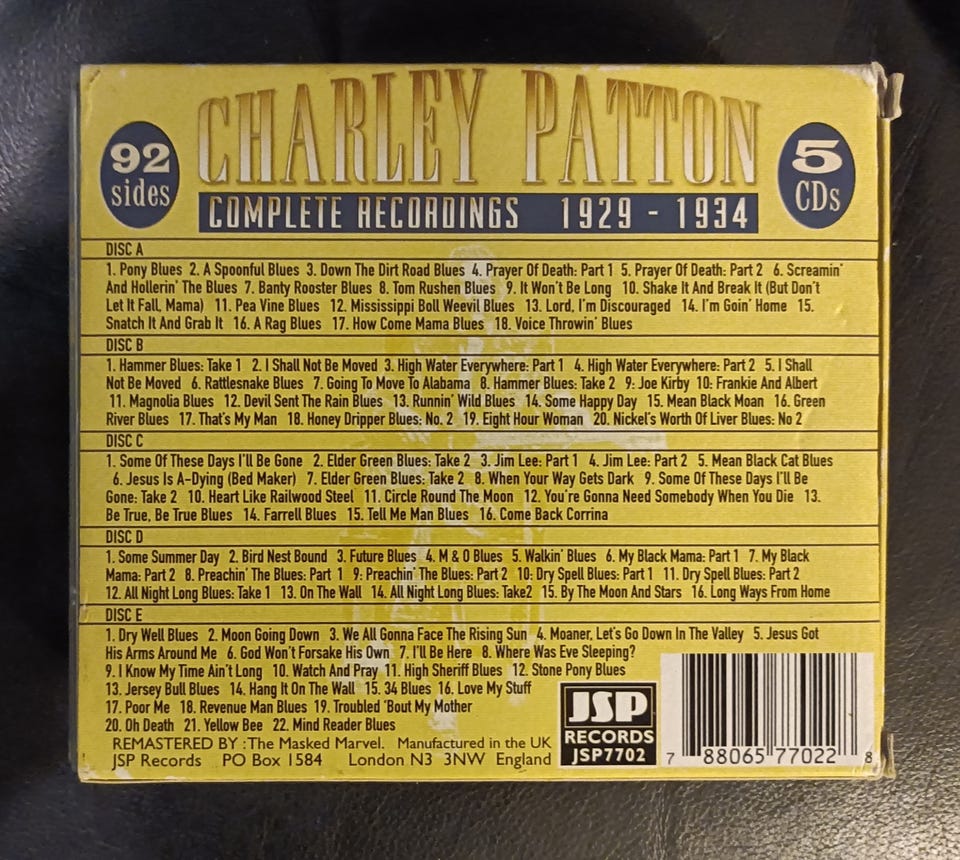 CHARLEY PATTON
92
sides
5
CDs
COMPLETE RECORDINGS 1929 - 1934
DISC A
1. Pony Blues 2. A Spoonful Blues 3. Down The Dirt Road Blues 4. Prayer Of Death: Part 1 5. Prayer Of Death: Part 2 6. Screamin'
And Hollerin' The Blues 7. Banty Rooster Blues 8. Tom Rushen Blues 9. It Won't Be Long 10. Shake It And Break It (But Don't
Let It Fall, Mama) 11. Pea Vine Blues 12. Mississippi Boll Weevil Blues 13. Lord, I'm Discouraged 14. I'm Goin' Home 15.
Snatch It And Grab It 16. A Rag Blues 17. How Come Mama Blues 18. Voice Throwin' Blues
DISC B
1. Hammer Blues: Take 1 2. I Shall Not Be Moved 3. High Water Everywhere: Part 1 4. High Water Everywhere: Part 2 5. I Shall
Not Be Moved 6. Rattlesnake Blues 7. Going To Move To Alabama 8. Hammer Blues: Take 2 9: Joe Kirby 10: Frankie And Albert
11. Magnolia Blues 12. Devil Sent The Rain Blues 13. Runnin' Wild Blues 14. Some Happy Day 15. Mean Black Moan 16. Green
River Blues 17. That's My Man 18. Honey Dripper Blues: No. 2 19. Eight Hour Woman 20. Nickel's Worth Of Liver Blues: No 2
DISC C
1. Some Of These Days I'll Be Gone 2. Elder Green Blues: Take 2 3. Jim Lee: Part 1 4. Jim Lee: Part 2 5. Mean Black Cat Blues
6. Jesus Is A-Dying (Bed Maker) 7. Elder Green Blues: Take 2 8. When Your Way Gets Dark 9. Some Of These Days I'll Be
Gone: Take 2 10. Heart Like Railwood Steel 11. Circle Round The Moon 12. You're Gonna Need Somebody When You Die 13.
Be True, Be True Blues 14. Farrell Blues 15. Tell Me Man Blues 16. Come Back Corrina
DISC D
1. Some Summer Day 2. Bird Nest Bound 3. Future Blues 4. M & O Blues 5. Walkin' Blues 6. My Black Mama: Part 1 7. My Black
Mama: Part 2 8. Preachin' The Blues: Part 1 9: Preachin' The Blues: Part 2 10: Dry Spell Blues: Part 1 11. Dry Spell Blues: Part 2
12. All Night Long Blues: Take 1 13. On The Wall 14. All Night Long Blues: Take2 15. By The Moon And Stars 16. Long Ways From Home
DISC E
1. Dry Well Blues 2. Moon Going Down 3. We All Gonna Face The Rising Sun 4. Moaner, Let's Go Down In The Valley 5. Jesus Got
His Arms Around Me 6. God Won't Forsake His Own 7. I'll Be Here 8. Where Was Eve Sleeping?
9. I Know My Time Ain't Long 10. Watch And Pray 11. High Sheriff Blues 12. Stone Pony Blues
13. Jersey Bull Blues 14. Hang It On The Wall 15. 34 Blues 16. Love My Stuff
17. Poor Me 18. Revenue Man Blues 19. Troubled 'Bout My Mother
20. Oh Death 21. Yellow Bee 22. Mind Reader Blues
REMASTERED BY :The Masked Marvel. Manufactured in the UK
JSP Records PO Box 1584 London N3 3NW England
JSP
RECORDS
JSP7702
7 88065 77022 8